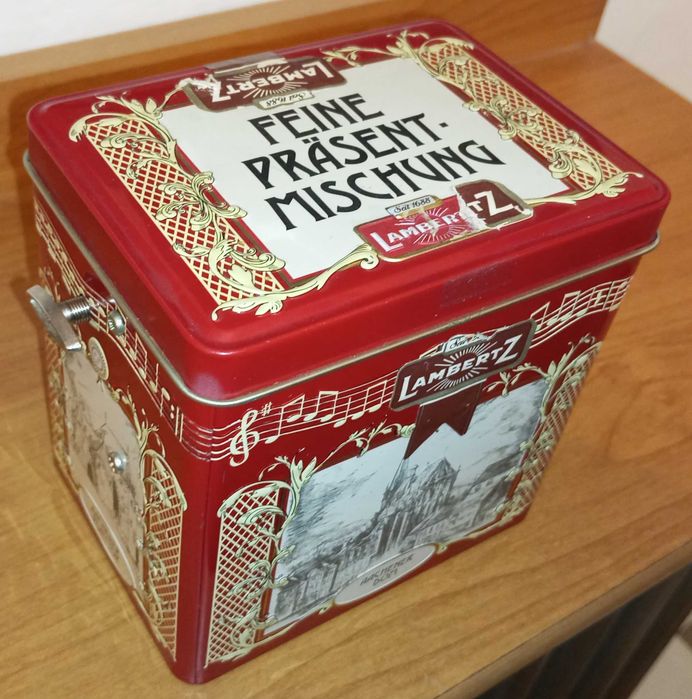 LAMBERTZ
Seit 1688
FEINE
PRÄSENT-
MISCHUNG
Seit 1688
LAMBERTZ
LAMBERTZ
AACHENER
DOM